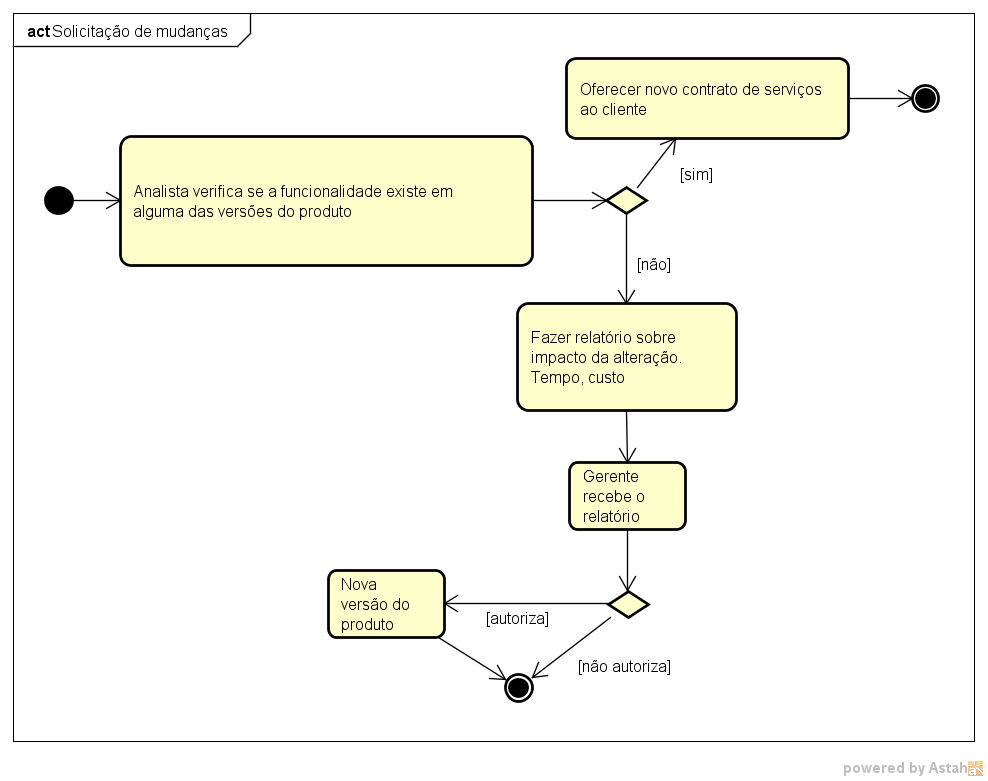 act Solicitação de mudanças
Oferecer novo contrato de serviços
ao cliente
Analista verifica se a funcionalidade existe em
alguma das versões do produto
[sim]
[não]
Fazer relatório sobre
impacto da alteração.
Tempo, custo
Gerente
recebe o
relatório
Nova
versão do
produto
[autoriza]
[não autoriza]
powered by Astah